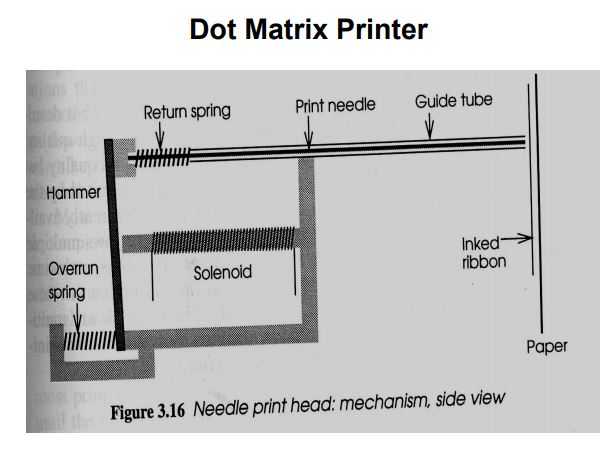 Dot Matrix Printer
Return spring
Print needle
Guide tube
Hammer
Inked
ribbon
Overrun
spring
Solenoid
Paper
Figure 3.16 Needle print head: mechanism, side view